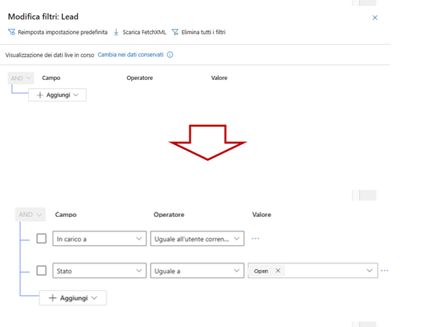 Modifica filtri: Lead
Reimposta impostazione predefinita Scarica FetchXML Elimina tutti i filtri
Visualizzazione dei dati live in corso Cambia nei dati conservati
AND Campo Operatore Valore
+ Aggiungi
AND Campo Operatore Valore
In carico a Uguale all'utente corren... ...
Stato Uguale a Open ...
+ Aggiungi